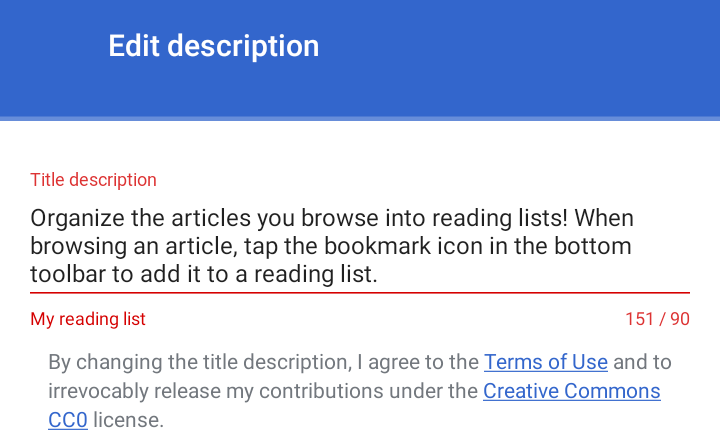 Edit description
Title description
Organize the articles you browse into reading lists! When
browsing an article, tap the bookmark icon in the bottom
toolbar to add it to a reading list.
My reading list 151 / 90
By changing the title description, I agree to the Terms of Use and to
irrevocably release my contributions under the Creative Commons
CC0 license.